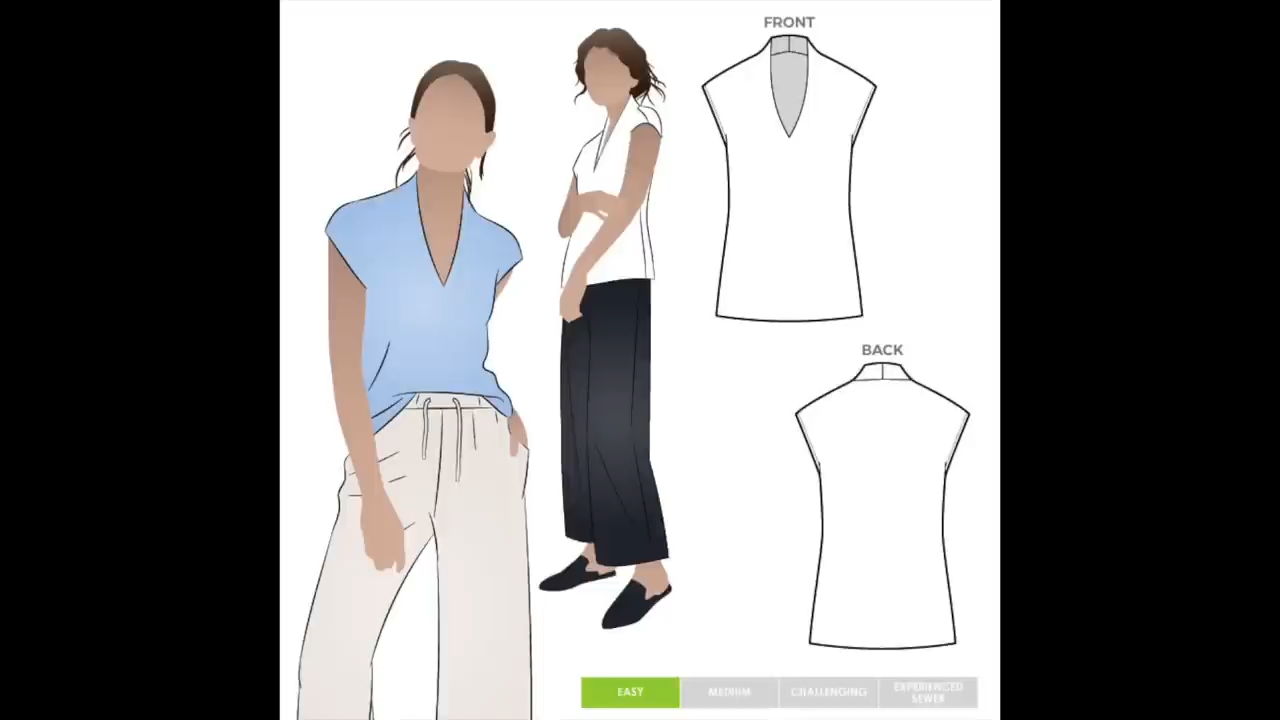 FRONT
BACK
EASY
MEDIUM
CHALLENGING
EXPERIENCED
SEWER